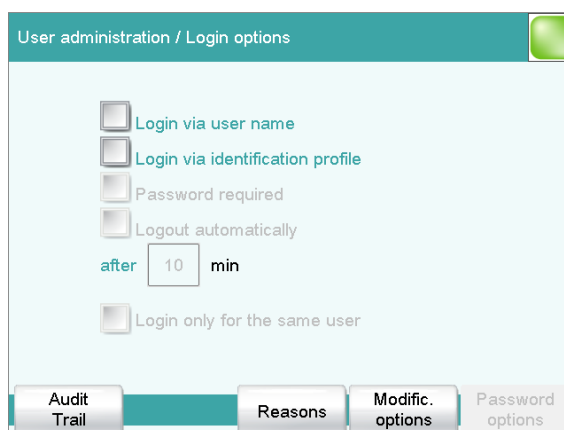 User administration / Login options
Login via user name
Login via identification profile
Password required
Logout automatically
after 10 min
Login only for the same user
Audit
Trail
Reasons
Modific.
options
Password
options